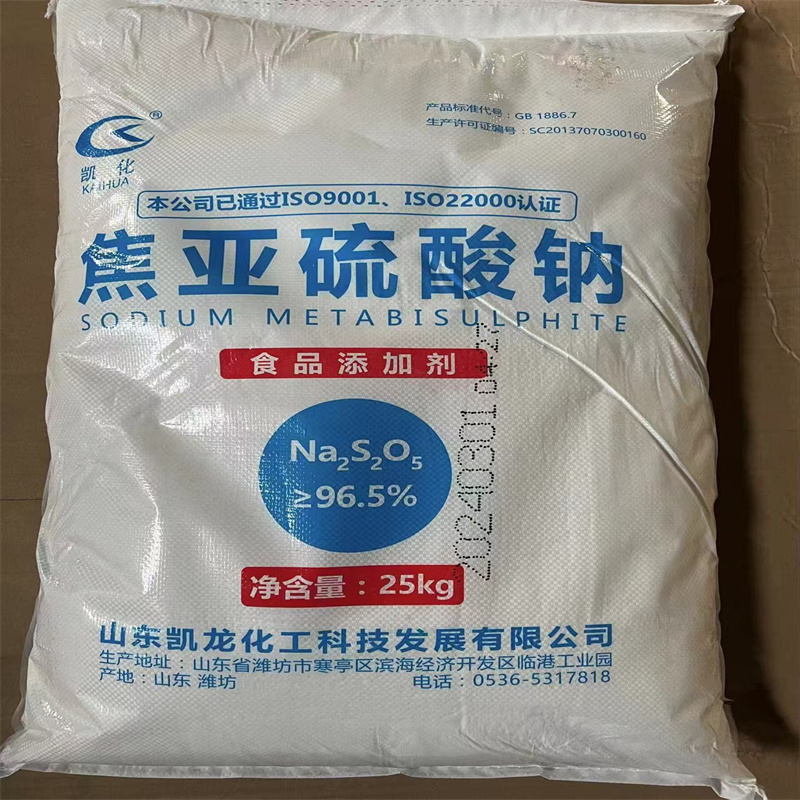 产品标准代号：GB 1886.7
生产许可证编号：SC20137070300160
®
凯化
KAIHUA
本公司已通过ISO9001、ISO22000认证
焦亚硫酸钠
SODIUM METABISULPHITE
食品添加剂
Na₂S₂O₅
≥96.5%
20240301 04:27
净含量：25kg
山东凯龙化工科技发展有限公司
生产地址：山东省潍坊市寒亭区滨海经济开发区临港工业园
产地：山东 潍坊 电话：0536-5317818